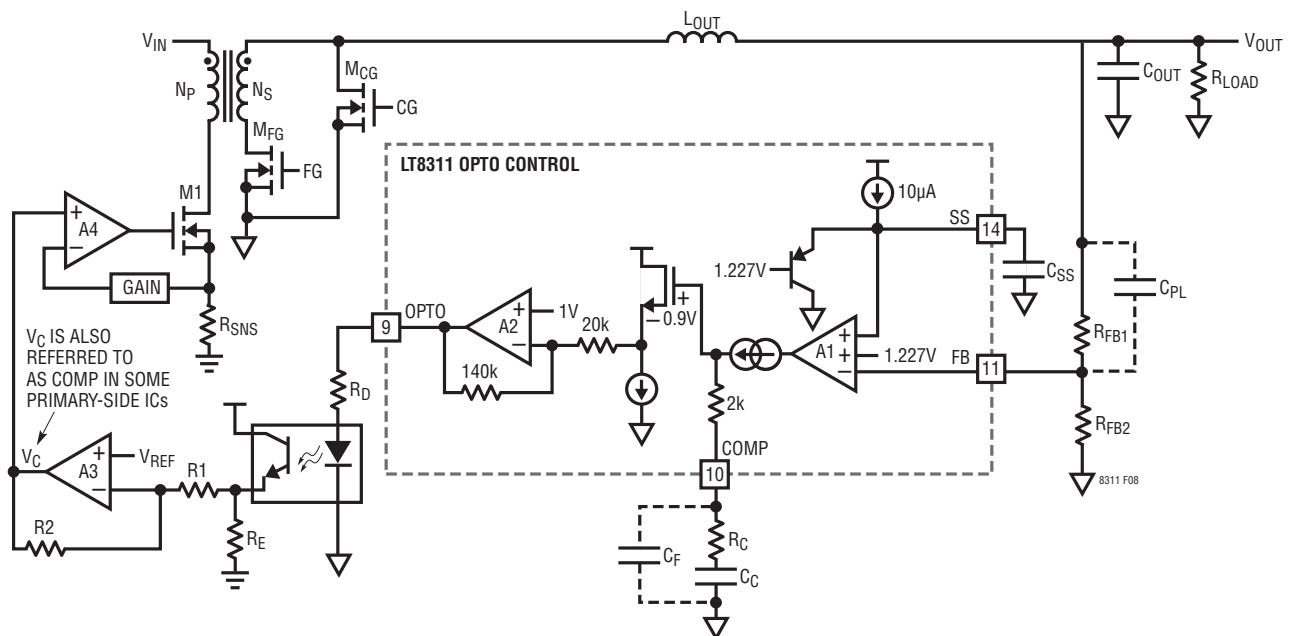 LOUT
VIN
VOUT
NP
NS
MCG
CG
COUT
RLOAD
MFG
FG
LT8311 OPTO CONTROL
M1
10µA
+
A4
−
SS
14
GAIN
1.227V
CSS
CPL
RSNS
9
OPTO
+
A2
−
1V
20k
+
− 0.9V
A1
+
+
−
1.227V
FB
11
RFB1
VC IS ALSO
REFERRED TO
AS COMP IN SOME
PRIMARY-SIDE ICs
RD
140k
2k
RFB2
VC
A3
+
−
VREF
R1
COMP
10
8311 F08
R2
RE
CF
RC
CC